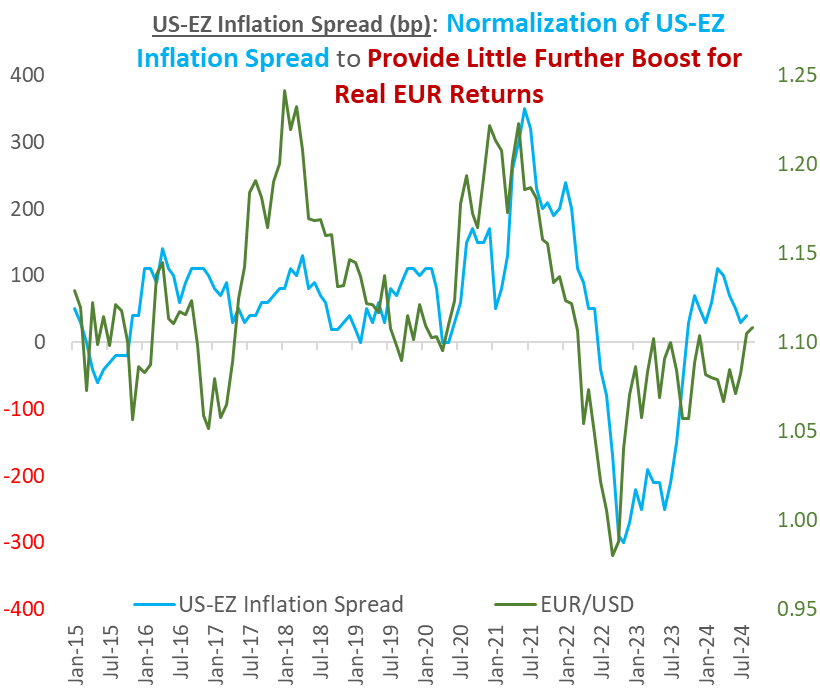 US-EZ Inflation Spread (bp): Normalization of US-EZ
Inflation Spread to Provide Little Further Boost for
Real EUR Returns
400
300
200
100
0
-100
-200
-300
-400
1.25
1.20
1.15
1.10
1.05
1.00
0.95
US-EZ Inflation Spread
EUR/USD
Jan-15
Jul-15
Jan-16
Jul-16
Jan-17
Jul-17
Jan-18
Jul-18
Jan-19
Jul-19
Jan-20
Jul-20
Jan-21
Jul-21
Jan-22
Jul-22
Jan-23
Jul-23
Jan-24
Jul-24